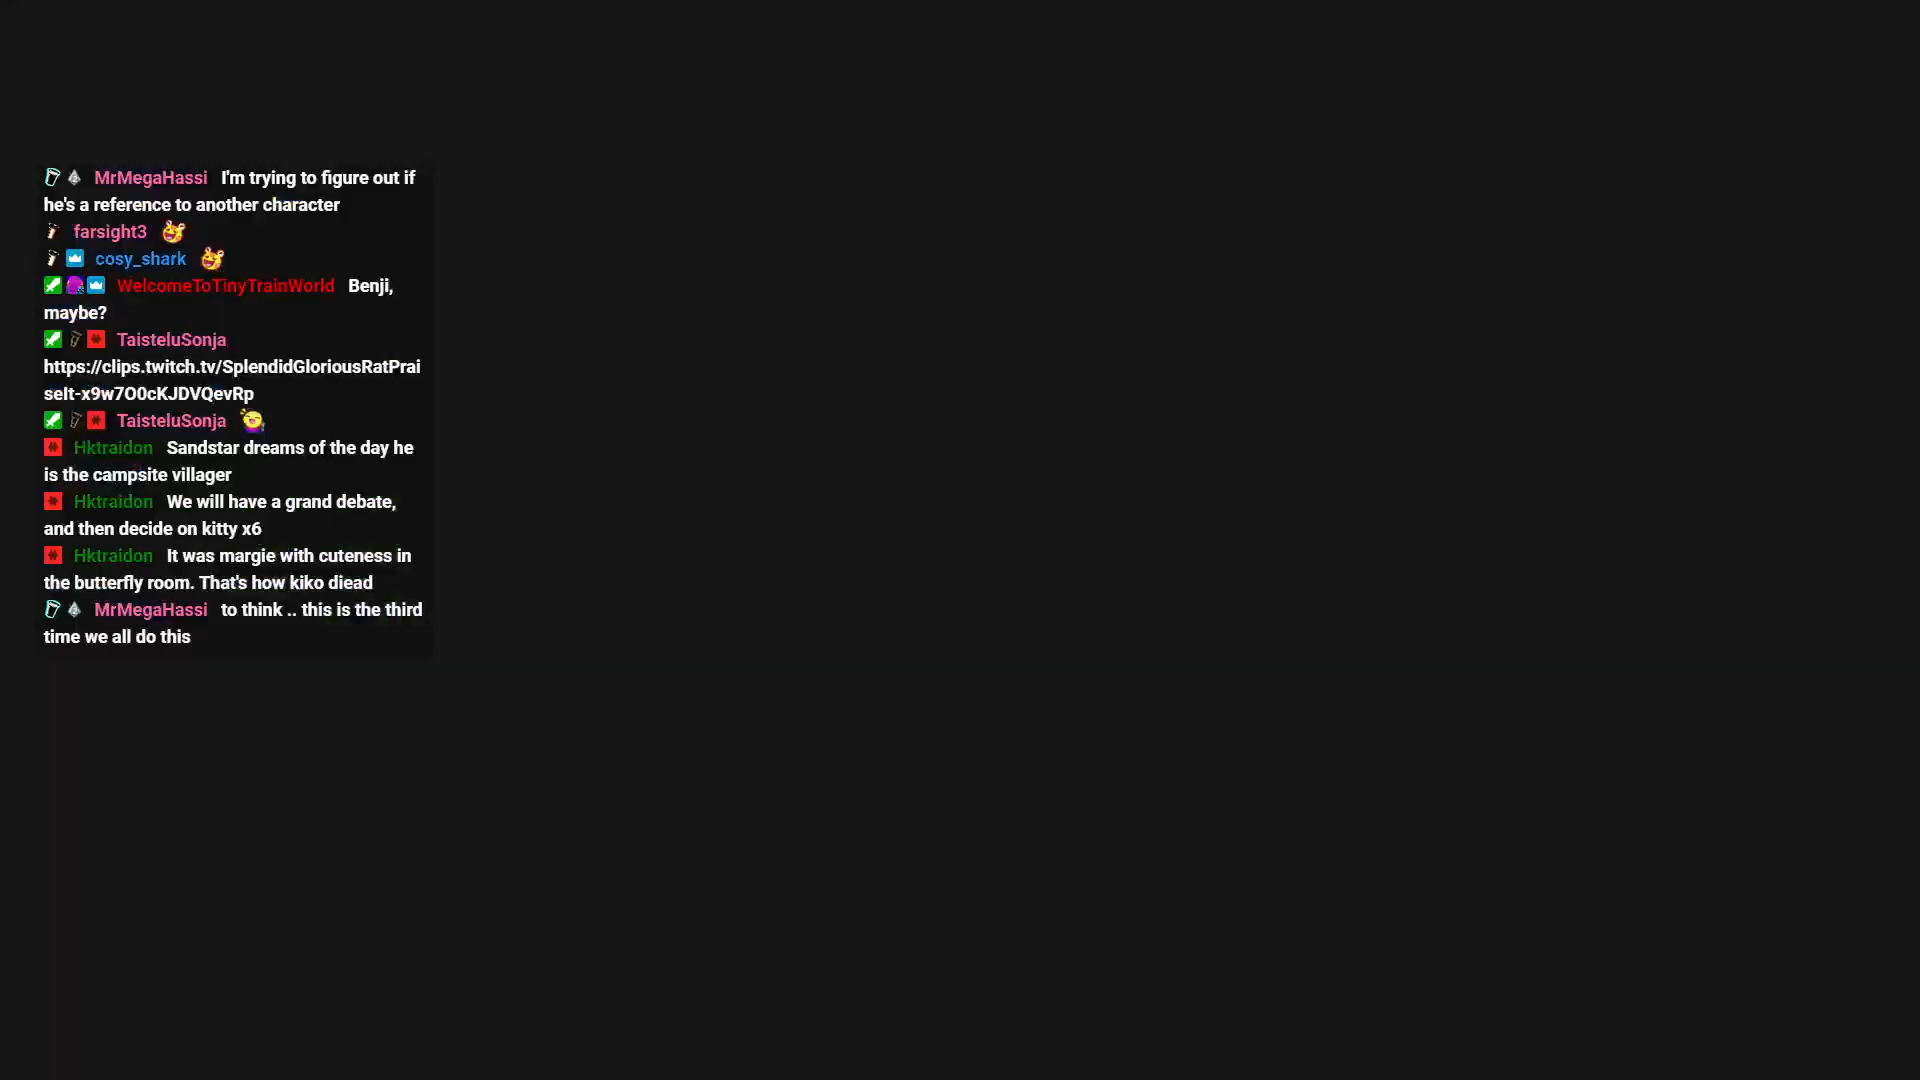 MrMegaHassi I'm trying to figure out if
he's a reference to another character
farsight3
cosy_shark
WelcomeToTinyTrainWorld Benji,
maybe?
TaisteluSonja
https://clips.twitch.tv/SplendidGloriousRatPrai
seIt-x9w7O0cKJDVQevRp
TaisteluSonja
Hktraidon Sandstar dreams of the day he
is the campsite villager
Hktraidon We will have a grand debate,
and then decide on kitty x6
Hktraidon It was margie with cuteness in
the butterfly room. That's how kiko diead
MrMegaHassi to think .. this is the third
time we all do this